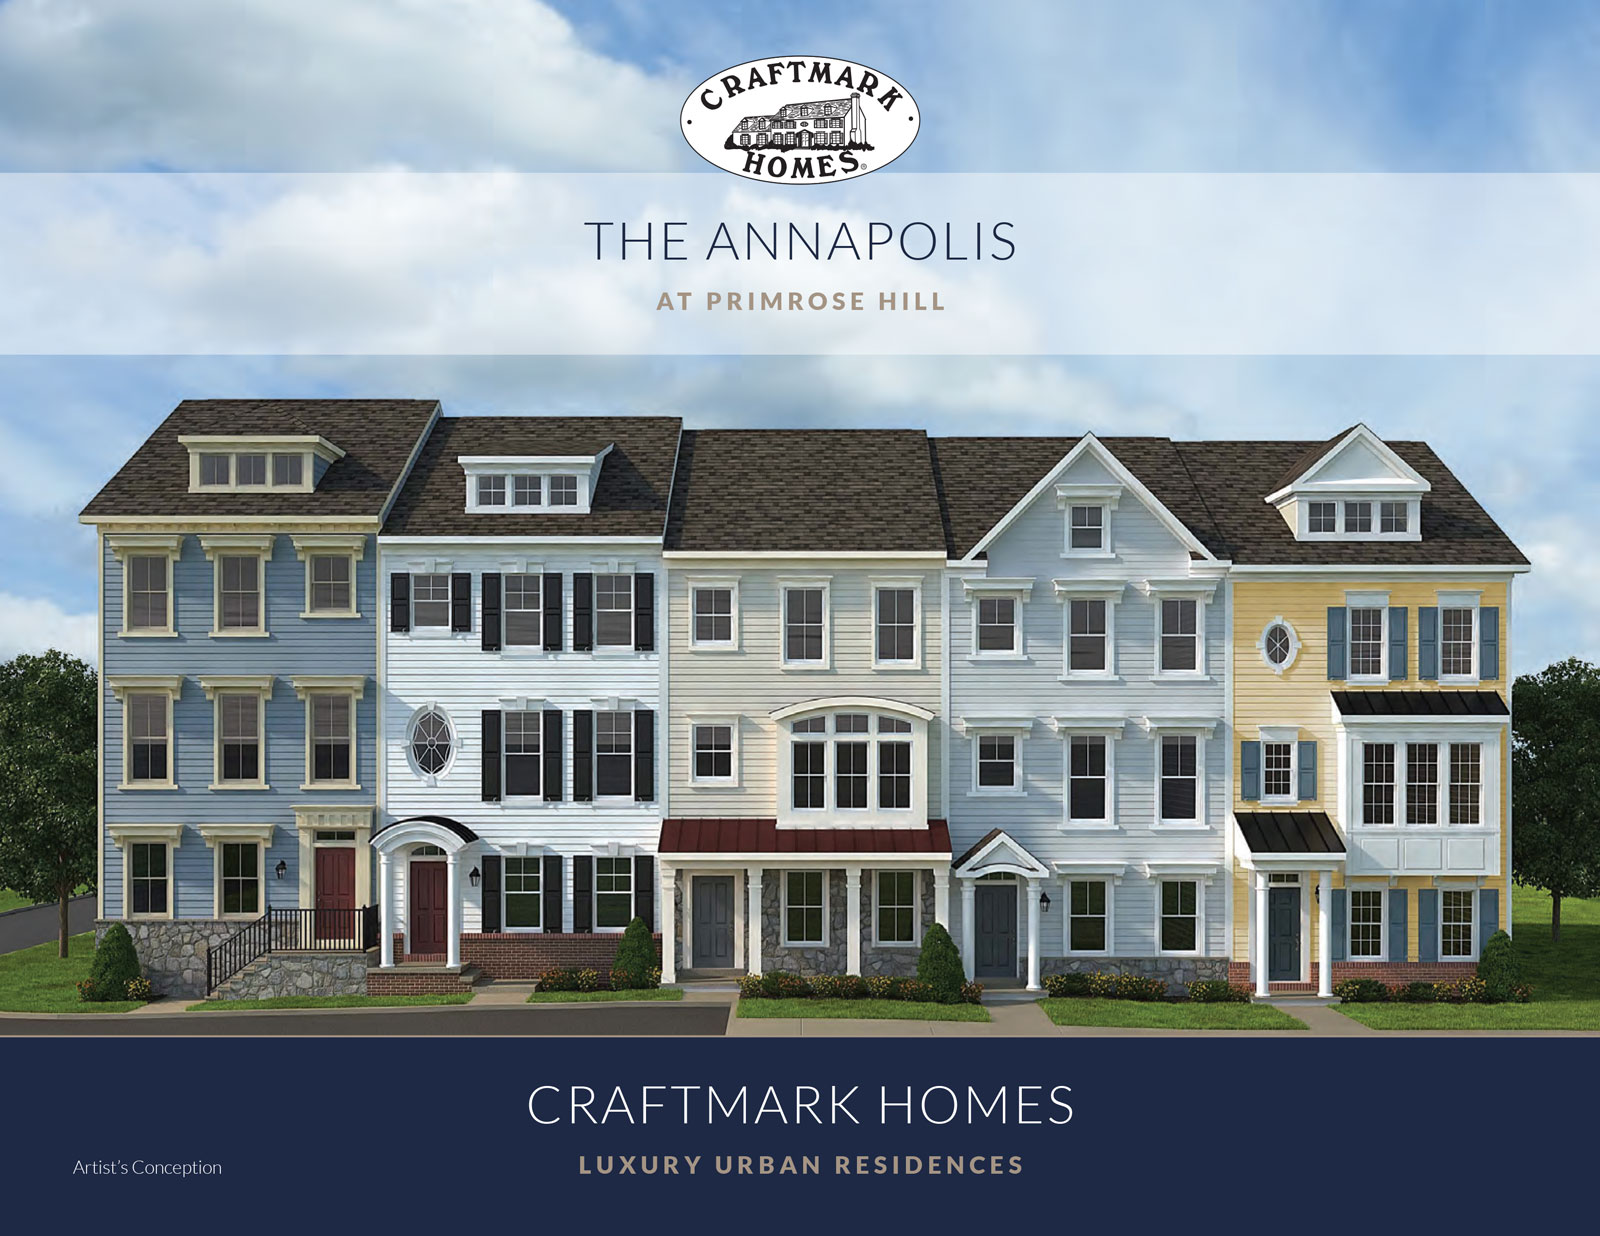 CRAFTMARK
HOMES®
THE ANNAPOLIS
AT PRIMROSE HILL
CRAFTMARK HOMES
LUXURY URBAN RESIDENCES
Artist's Conception